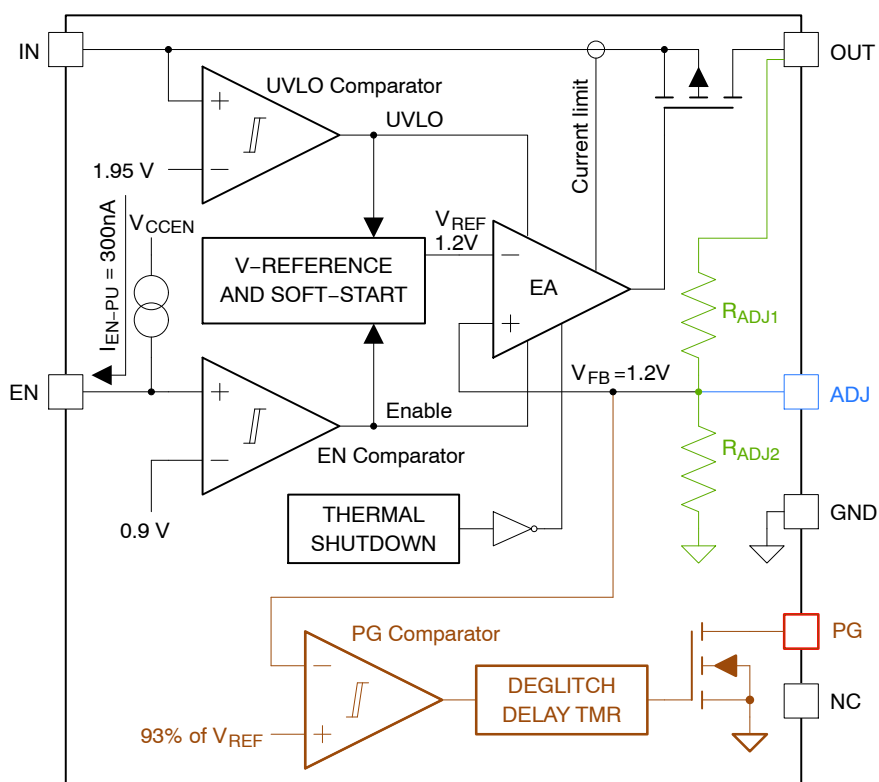 IN
OUT
UVLO Comparator
UVLO
Current limit
1.95 V
IEN−PU = 300nA
VCCEN
VREF
1.2V
V−REFERENCE
AND SOFT−START
EA
RADJ1
VFB=1.2V
EN
ADJ
Enable
EN Comparator
RADJ2
0.9 V
THERMAL
SHUTDOWN
GND
PG Comparator
PG
DEGLITCH
DELAY TMR
NC
93% of VREF